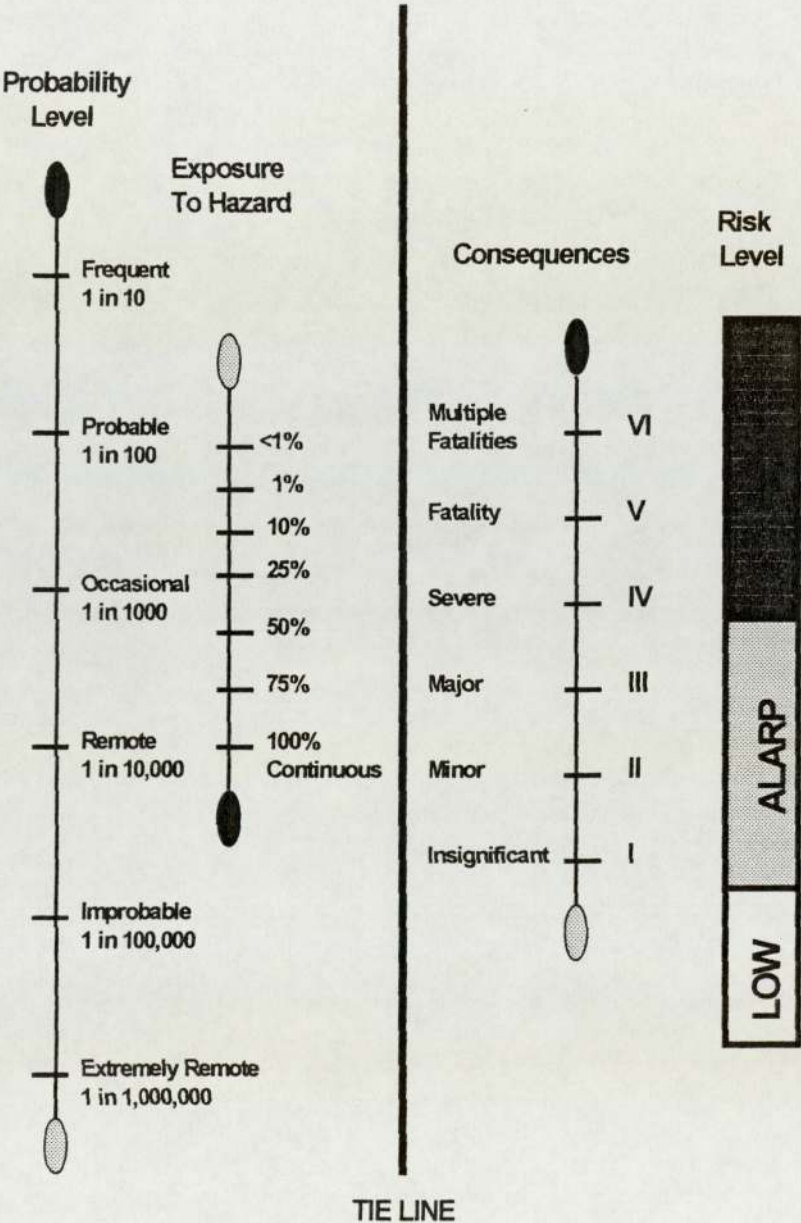 Probability
Level
Frequent
1 in 10
Probable
1 in 100
Occasional
1 in 1000
Remote
1 in 10,000
Improbable
1 in 100,000
Extremely Remote
1 in 1,000,000
Exposure
To Hazard
<1%
1%
10%
25%
50%
75%
100%
Continuous
TIE LINE
Consequences
Multiple
Fatalities
VI
Fatality
V
Severe
IV
Major
III
Minor
II
Insignificant
I
Risk
Level
ALARP
LOW